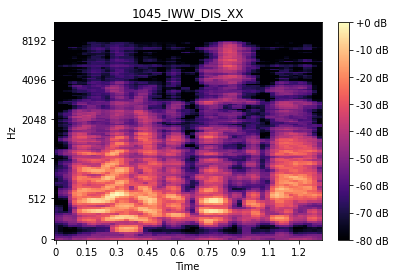 1045_IWW_DIS_XX
8192
4096
2048
1024
512
0
Hz
0 0.15 0.3 0.45 0.6 0.75 0.9 1.1 1.2
Time
+0 dB
-10 dB
-20 dB
-30 dB
-40 dB
-50 dB
-60 dB
-70 dB
-80 dB